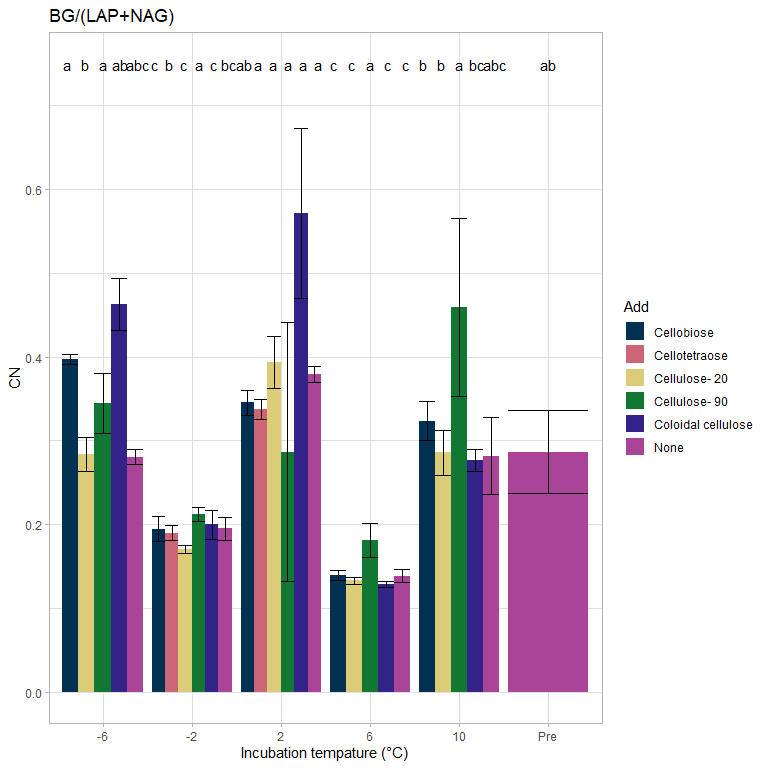 BG/(LAP+NAG)
a b a ababc c b c a c bcab a a a a a c c a c c b b a bcabc ab
CN
0.6
0.4
0.2
0.0
-6 -2 2 6 10 Pre
Incubation tempature (°C)
Add
Cellobiose
Cellotetraose
Cellulose- 20
Cellulose- 90
Coloidal cellulose
None